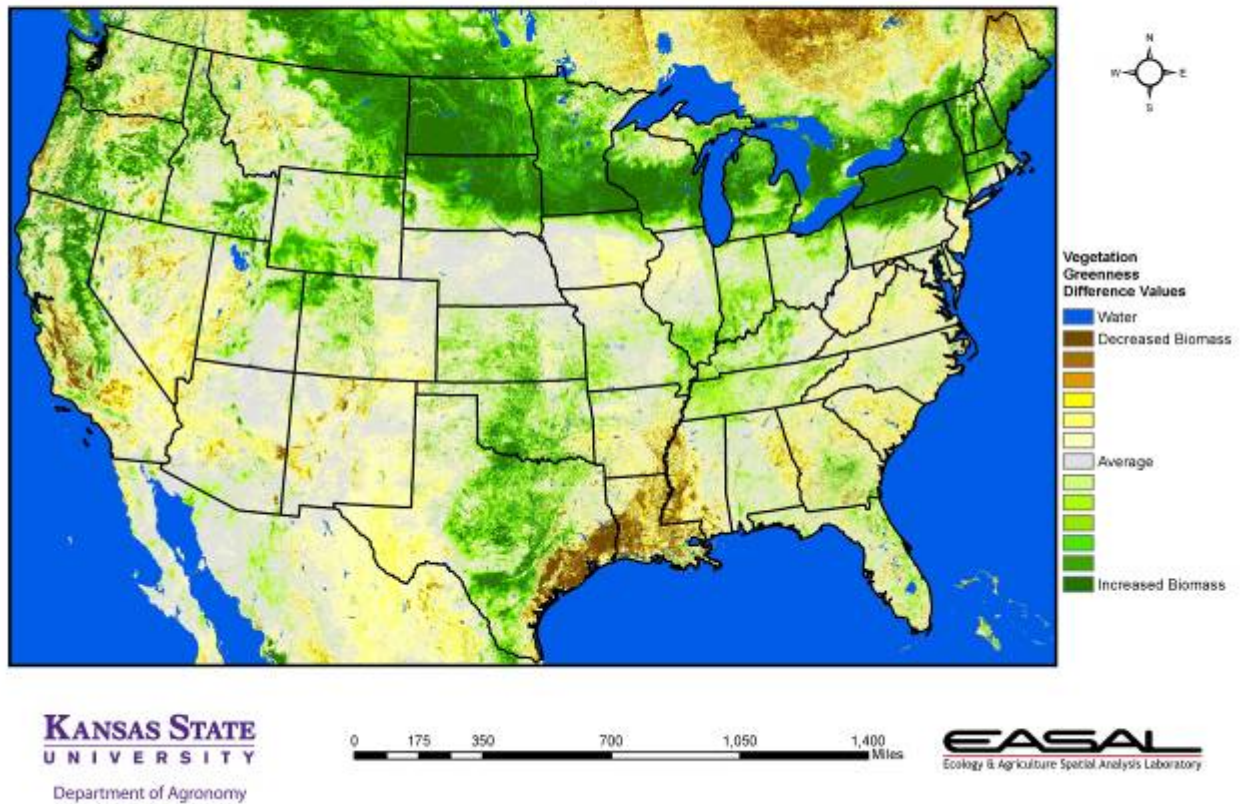 N
W
E
S
Vegetation
Greenness
Difference Values
Water
Decreased Biomass
Average
Increased Biomass
KANSAS STATE
UNIVERSITY
Department of Agronomy
0 175 350 700 1,050 1,400
Miles
EASAL
Ecology & Agriculture Spatial Analysis Laboratory